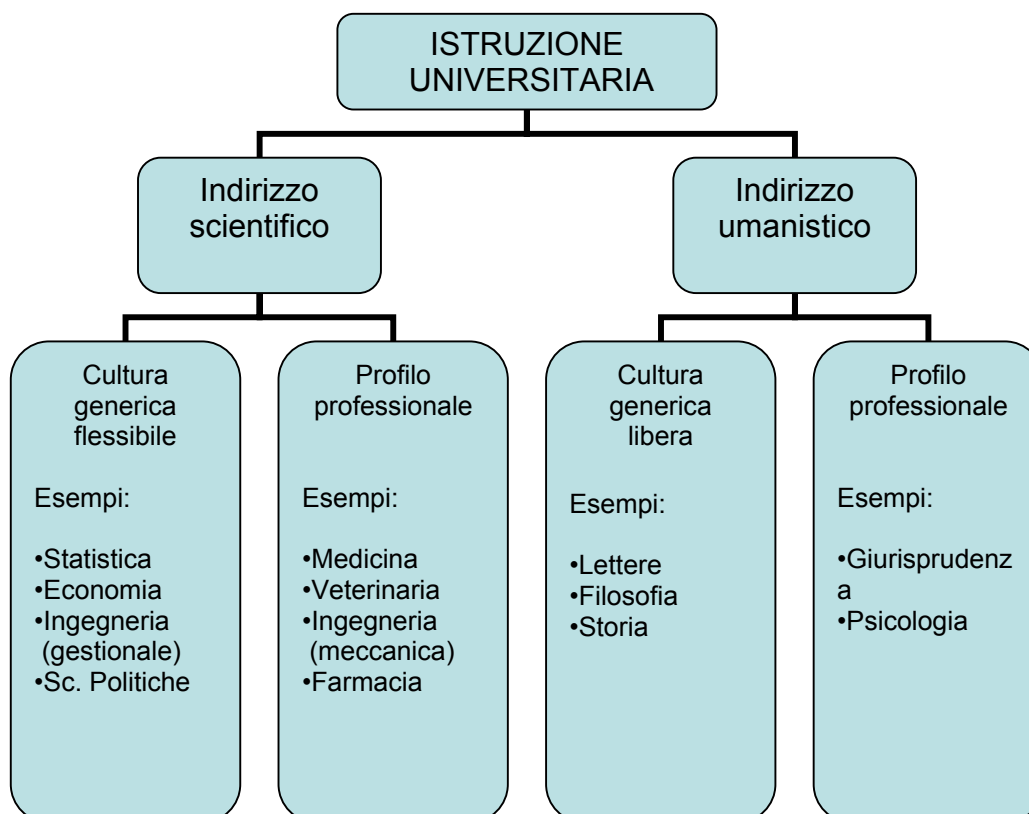 ISTRUZIONE
UNIVERSITARIA
Indirizzo
scientifico
Indirizzo
umanistico
Cultura
generica
flessibile
Esempi:
•Statistica
•Economia
•Ingegneria
(gestionale)
•Sc. Politiche
Profilo
professionale
Esempi:
•Medicina
•Veterinaria
•Ingegneria
(meccanica)
•Farmacia
Cultura
generica
libera
Esempi:
•Lettere
•Filosofia
•Storia
Profilo
professionale
Esempi:
•Giurisprudenz
a
•Psicologia